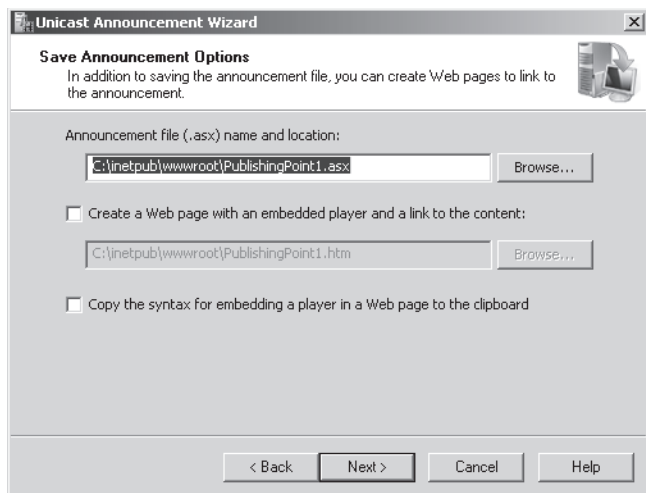 Unicast Announcement Wizard
Save Announcement Options
In addition to saving the announcement file, you can create Web pages to link to
the announcement.
Announcement file (.asx) name and location:
C:\inetpub\wwwroot\PublishingPoint1.asx
Browse...
Create a Web page with an embedded player and a link to the content:
C:\inetpub\wwwroot\PublishingPoint1.htm
Browse...
Copy the syntax for embedding a player in a Web page to the clipboard
< Back
Next >
Cancel
Help